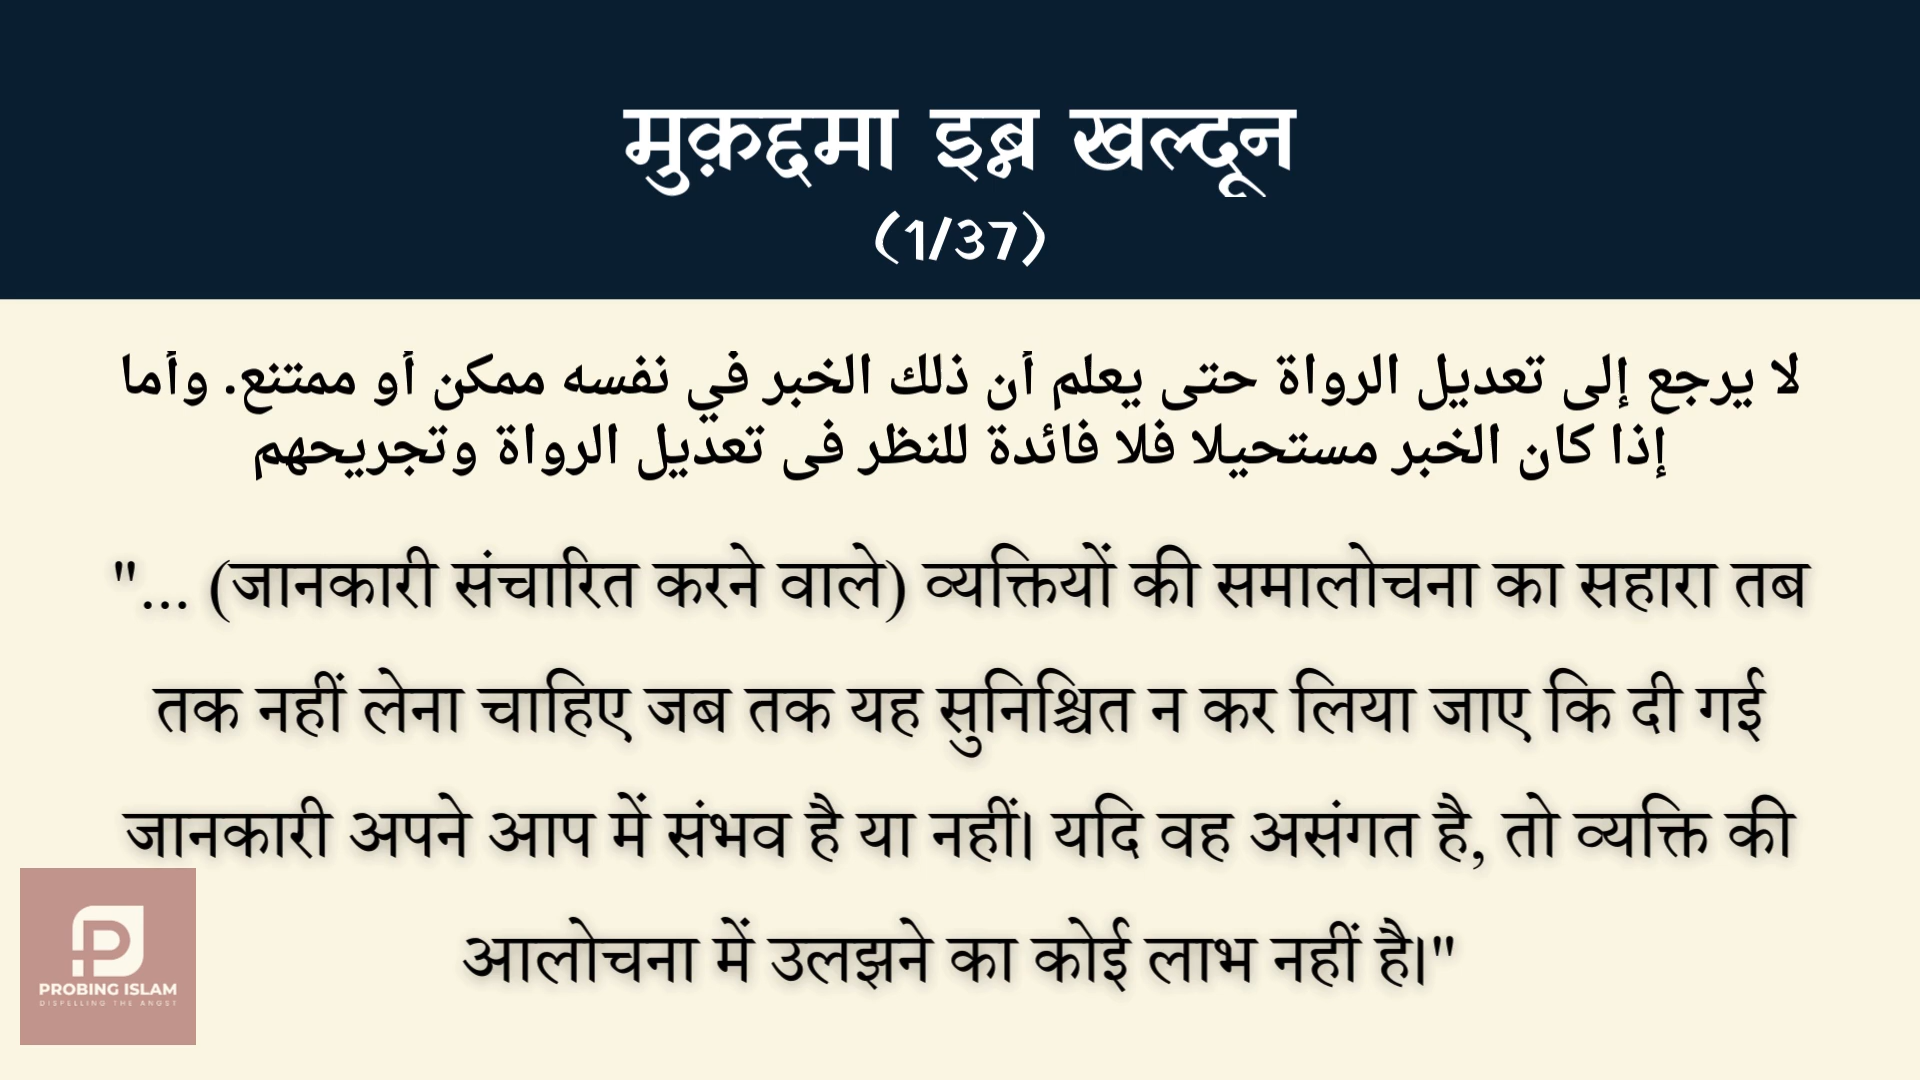 मुक़द्दमा इब्न खल्दून
(1/37)
لا يرجع إلى تعديل الرواة حتى يعلم أن ذلك الخبر في نفسه ممكن أو ممتنع. وأما
إذا كان الخبر مستحيلا فلا فائدة للنظر فى تعديل الرواة وتجريحهم
"... (जानकारी संचारित करने वाले) व्यक्तियों की समालोचना का सहारा तब
तक नहीं लेना चाहिए जब तक यह सुनिश्चित न कर लिया जाए कि दी गई
जानकारी अपने आप में संभव है या नहीं। यदि वह असंगत है, तो व्यक्ति की
आलोचना में उलझने का कोई लाभ नहीं है।"
PROBING ISLAM
DISPELLING THE ANGST